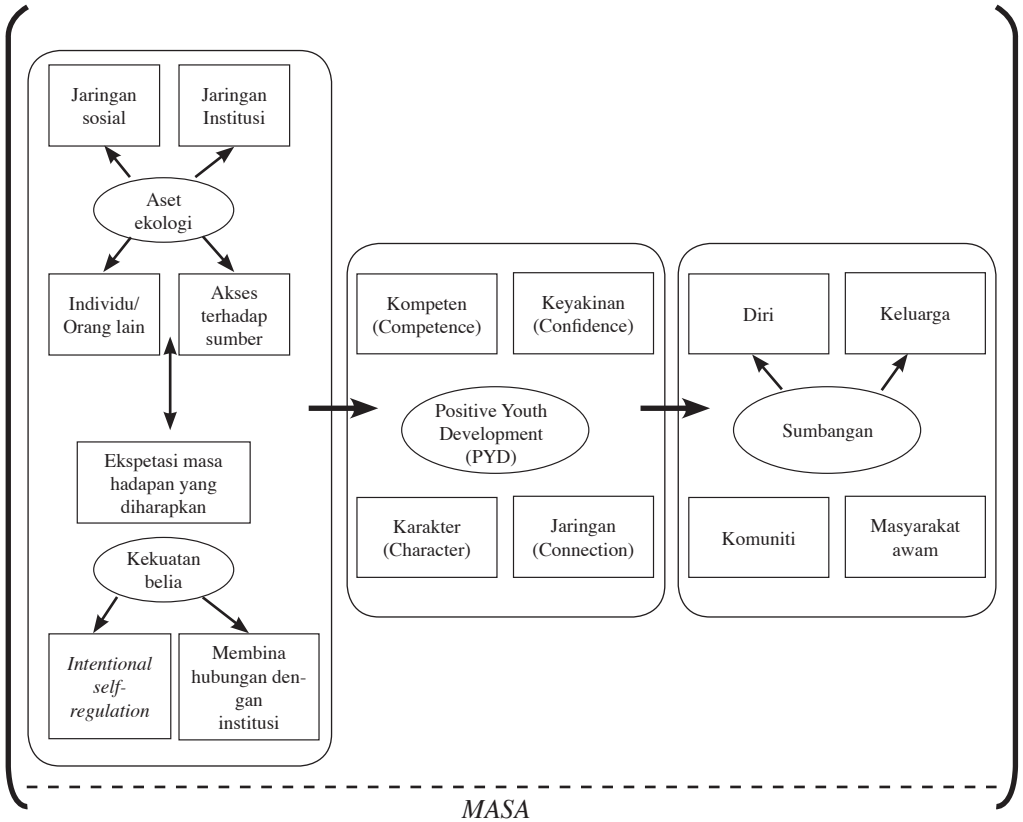 Jaringan
sosial
Jaringan
Institusi
Aset
ekologi
Individu/
Orang lain
Akses
terhadap
sumber
Ekspetasi masa
hadapan yang
diharapkan
Kekuatan
belia
Intentional
self-
regulation
Membina
hubungan den-
gan
institusi
Kompeten
(Competence)
Keyakinan
(Confidence)
Positive Youth
Development
(PYD)
Karakter
(Character)
Jaringan
(Connection)
Diri
Keluarga
Sumbangan
Komuniti
Masyarakat
awam
MASA